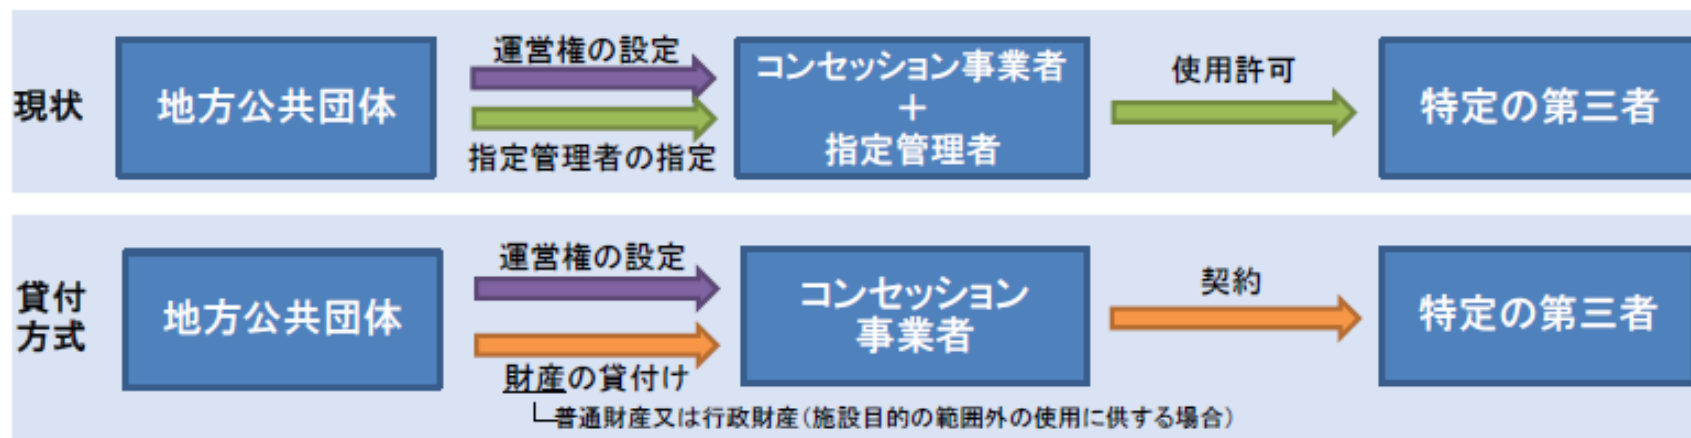 現状
地方公共団体
運営権の設定
指定管理者の指定
コンセッション事業者
+
指定管理者
使用許可
特定の第三者
貸付
方式
地方公共団体
運営権の設定
財産の貸付け
普通財産又は行政財産(施設目的の範囲外の使用に供する場合)
コンセッション
事業者
契約
特定の第三者